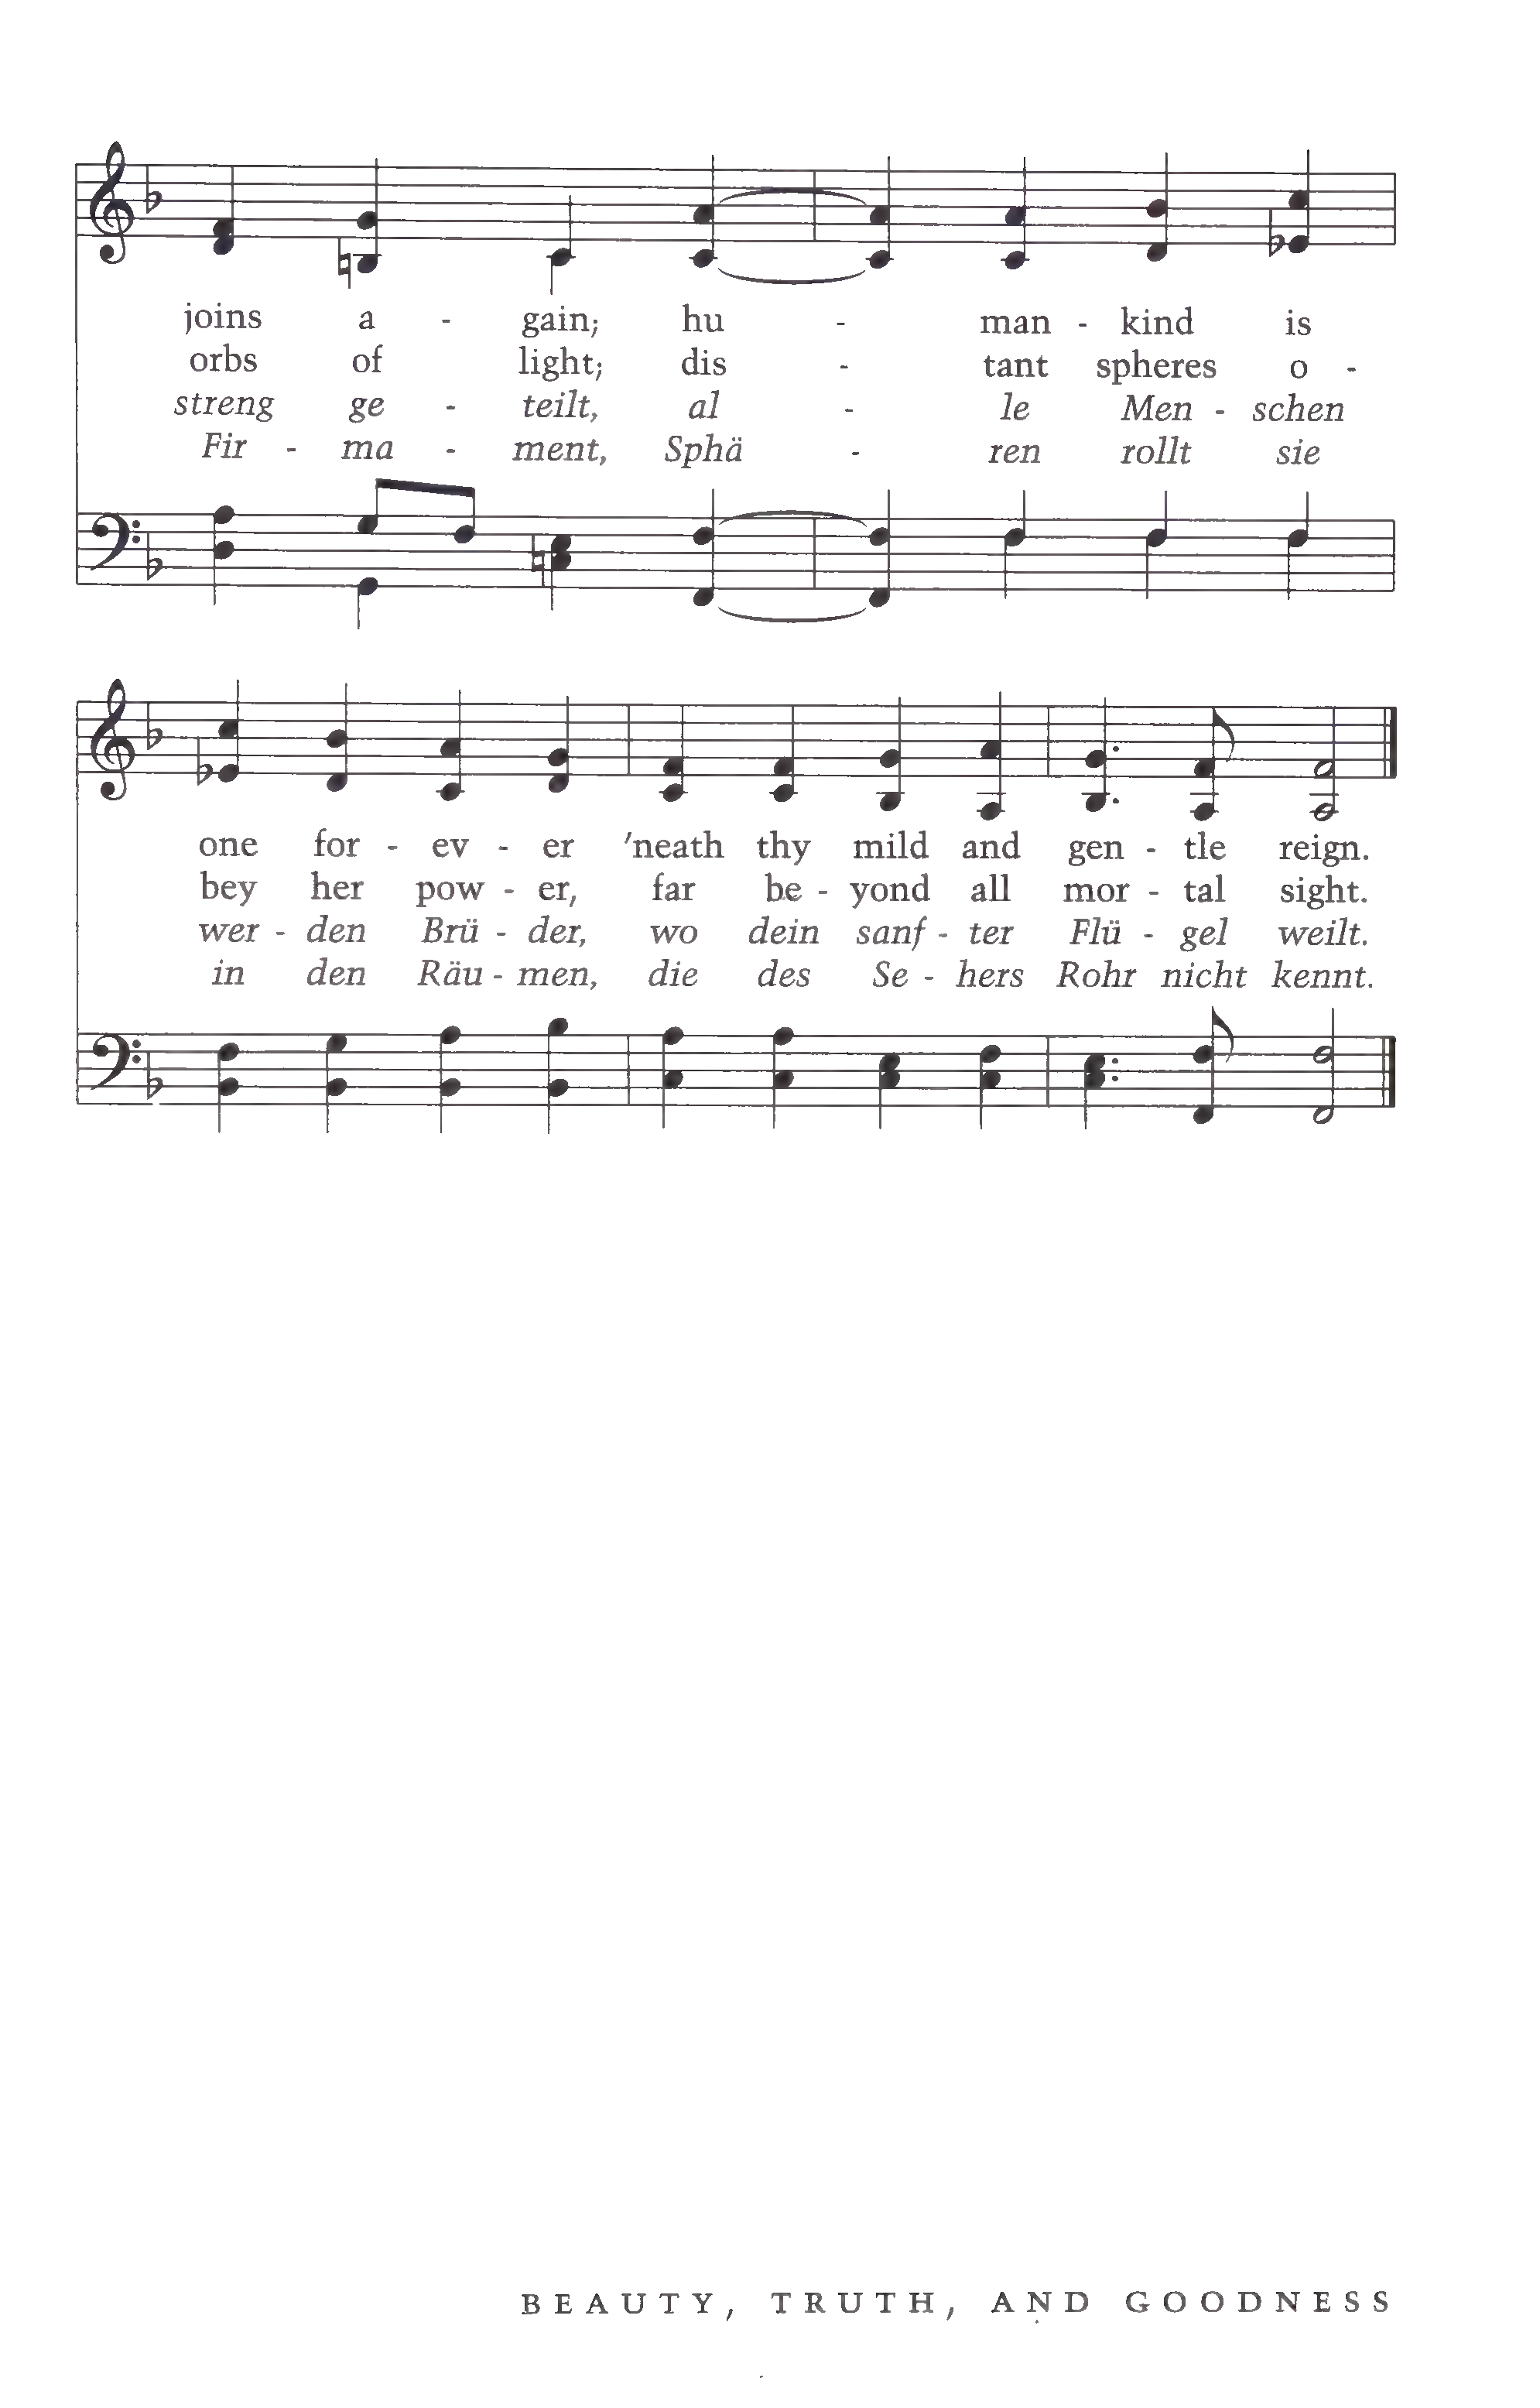 joins a - gain; hu - man - kind is
orbs of light; dis - tant spheres o -
streng ge - teilt, al - le Men - schen
Fir - ma - ment, Sphä - ren rollt sie
one for - ev - er 'neath thy mild and gen - tle reign.
bey her pow - er, far be - yond all mor - tal sight.
wer - den Brü - der, wo dein sanf - ter Flü - gel weilt.
in den Räu - men, die des Se - hers Rohr nicht kennt.
BEAUTY, TRUTH, AND GOODNESS